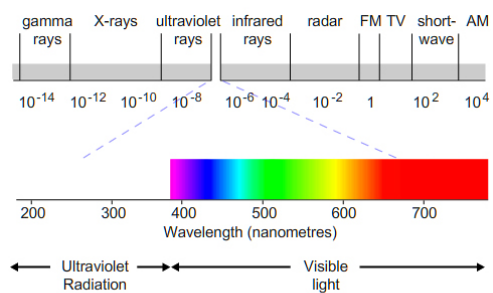 gamma rays X-rays ultraviolet rays infrared rays radar FM TV short-wave AM
10⁻¹⁴ 10⁻¹² 10⁻¹⁰ 10⁻⁸ 10⁻⁶ 10⁻⁴ 10⁻² 1 10² 10⁴
200 300 400 500 600 700
Wavelength (nanometres)
Ultraviolet Radiation Visible light